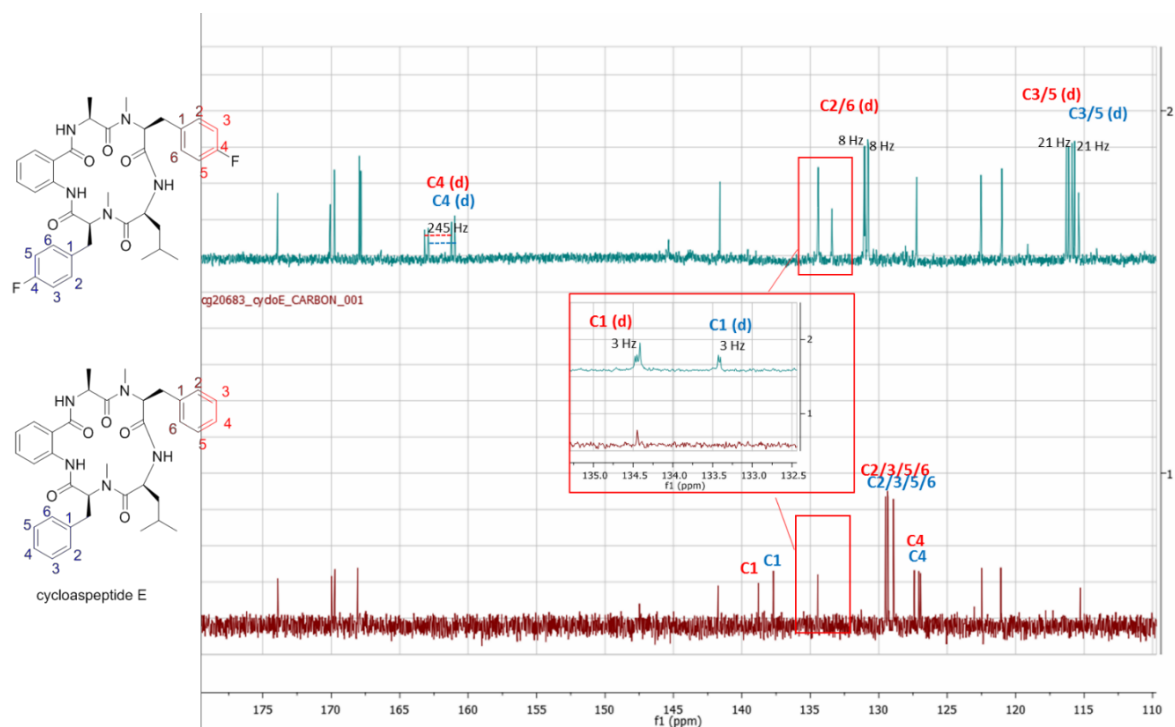 C2/6 (d)
C3/5 (d)
C3/5 (d)
8 Hz
8 Hz
21 Hz
21 Hz
C4 (d)
C4 (d)
245 Hz
2
HN
O
N
O
O
NH
O
NH
N
O
O
F
F
1
2
3
4
5
6
1
2
3
4
5
6
cg20683_cycloE_CARBON_001
C1 (d)
C1 (d)
3 Hz
3 Hz
2
1
135.0
134.5
134.0
133.5
133.0
132.5
f1 (ppm)
HN
O
N
O
O
NH
O
NH
N
O
O
1
2
3
4
5
6
1
2
3
4
5
6
cycloaspeptide E
C2/3/5/6
C2/3/5/6
1
C1
C1
C4
C4
175
170
165
160
155
150
145
140
135
130
125
120
115
110
f1 (ppm)